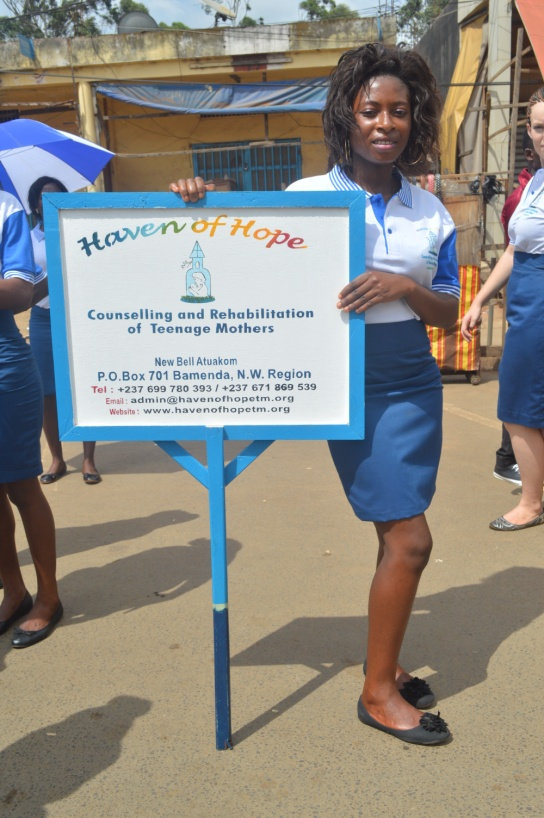 Haven of Hope
Counselling and Rehabilitation
of Teenage Mothers
New Bell Atuakom
P.O.Box 701 Bamenda, N.W. Region
Tel : +237 699 780 393 / +237 671 869 539
Email : admin@havenofhopetm.org
Website : www.havenofhopetm.org